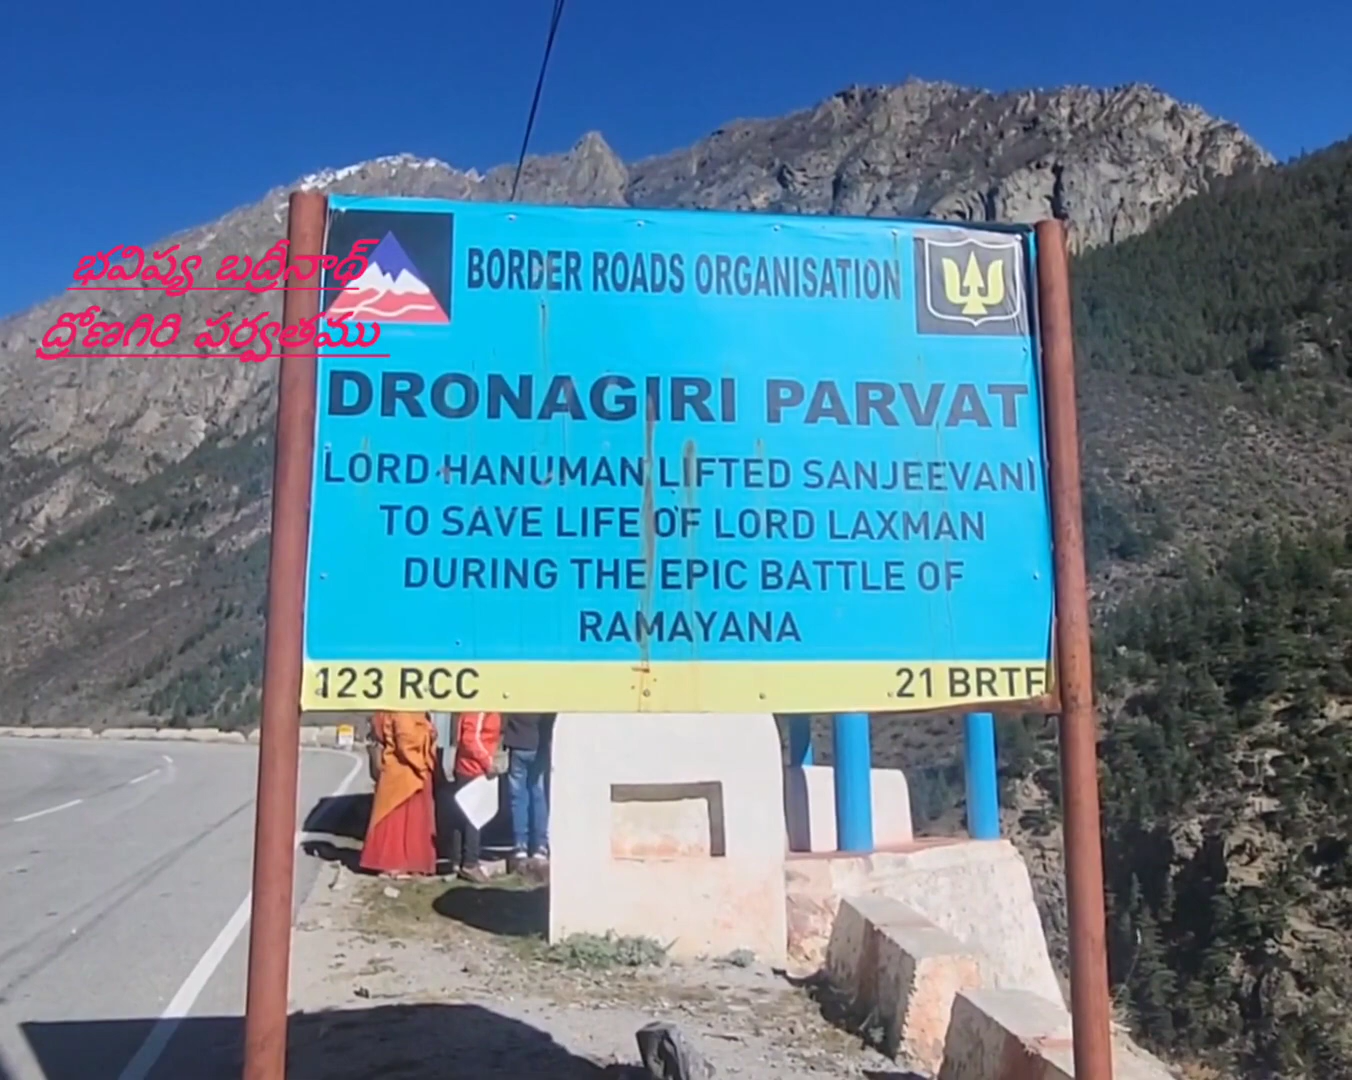 BORDER ROADS ORGANISATION
భవిష్య బద్రీనాథ్
ద్రోణగిరి పర్వతము
DRONAGIRI PARVAT
LORD HANUMAN LIFTED SANJEEVANI
TO SAVE LIFE OF LORD LAXMAN
DURING THE EPIC BATTLE OF
RAMAYANA
123 RCC 21 BRTF